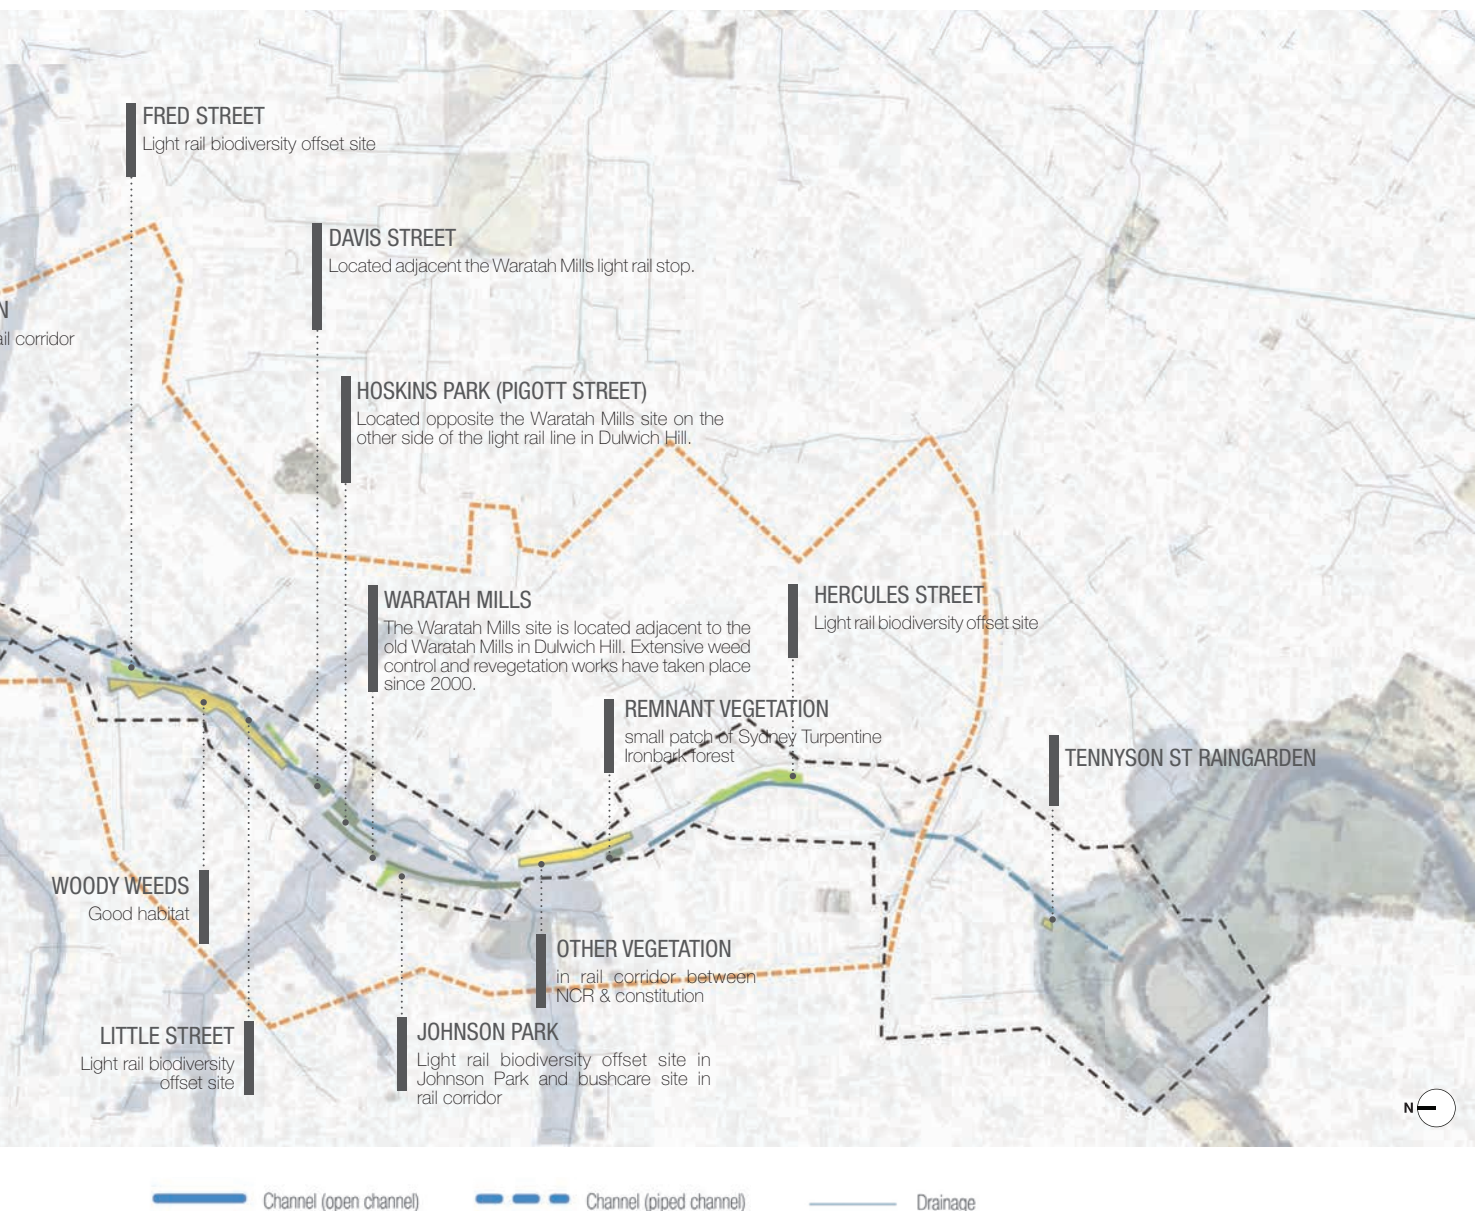 FRED STREET
Light rail biodiversity offset site
DAVIS STREET
Located adjacent the Waratah Mills light rail stop.
N
ail corridor
HOSKINS PARK (PIGOTT STREET)
Located opposite the Waratah Mills site on the
other side of the light rail line in Dulwich Hill.
WARATAH MILLS
The Waratah Mills site is located adjacent to the
old Waratah Mills in Dulwich Hill. Extensive weed
control and revegetation works have taken place
since 2000.
HERCULES STREET
Light rail biodiversity offset site
REMNANT VEGETATION
small patch of Sydney Turpentine
Ironbark forest
TENNYSON ST RAINGARDEN
WOODY WEEDS
Good habitat
OTHER VEGETATION
in rail corridor between
NCR & constitution
LITTLE STREET
Light rail biodiversity
offset site
JOHNSON PARK
Light rail biodiversity offset site in
Johnson Park and bushcare site in
rail corridor
N
Channel (open channel)
Channel (piped channel)
Drainage